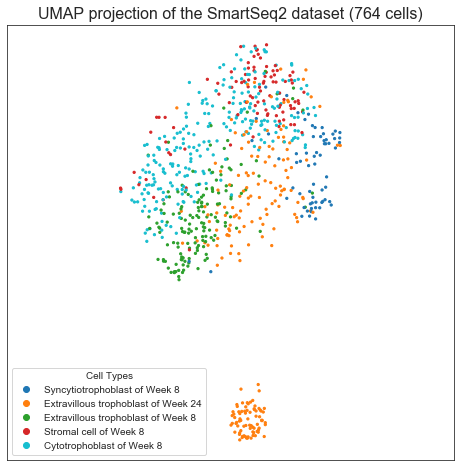 UMAP projection of the SmartSeq2 dataset (764 cells)
Cell Types
Syncytiotrophoblast of Week 8
Extravillous trophoblast of Week 24
Extravillous trophoblast of Week 8
Stromal cell of Week 8
Cytotrophoblast of Week 8